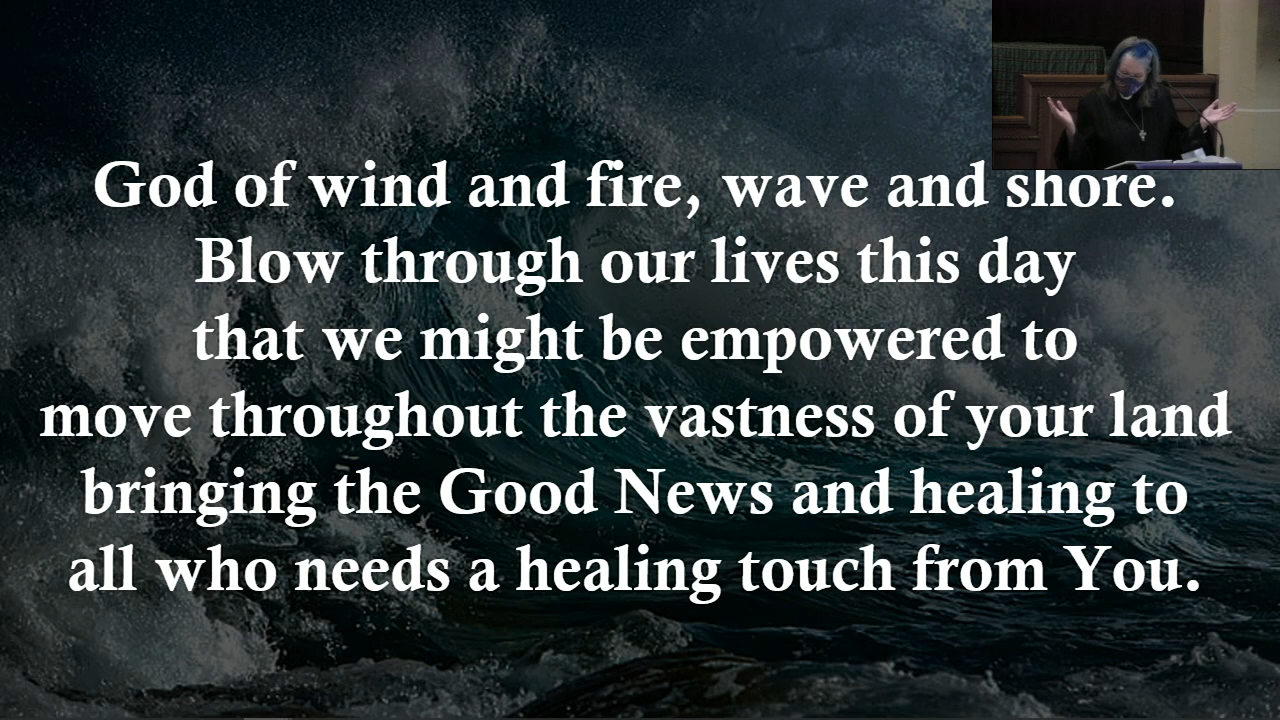 God of wind and fire, wave and shore.
Blow through our lives this day
that we might be empowered to
move throughout the vastness of your land
bringing the Good News and healing to
all who needs a healing touch from You.